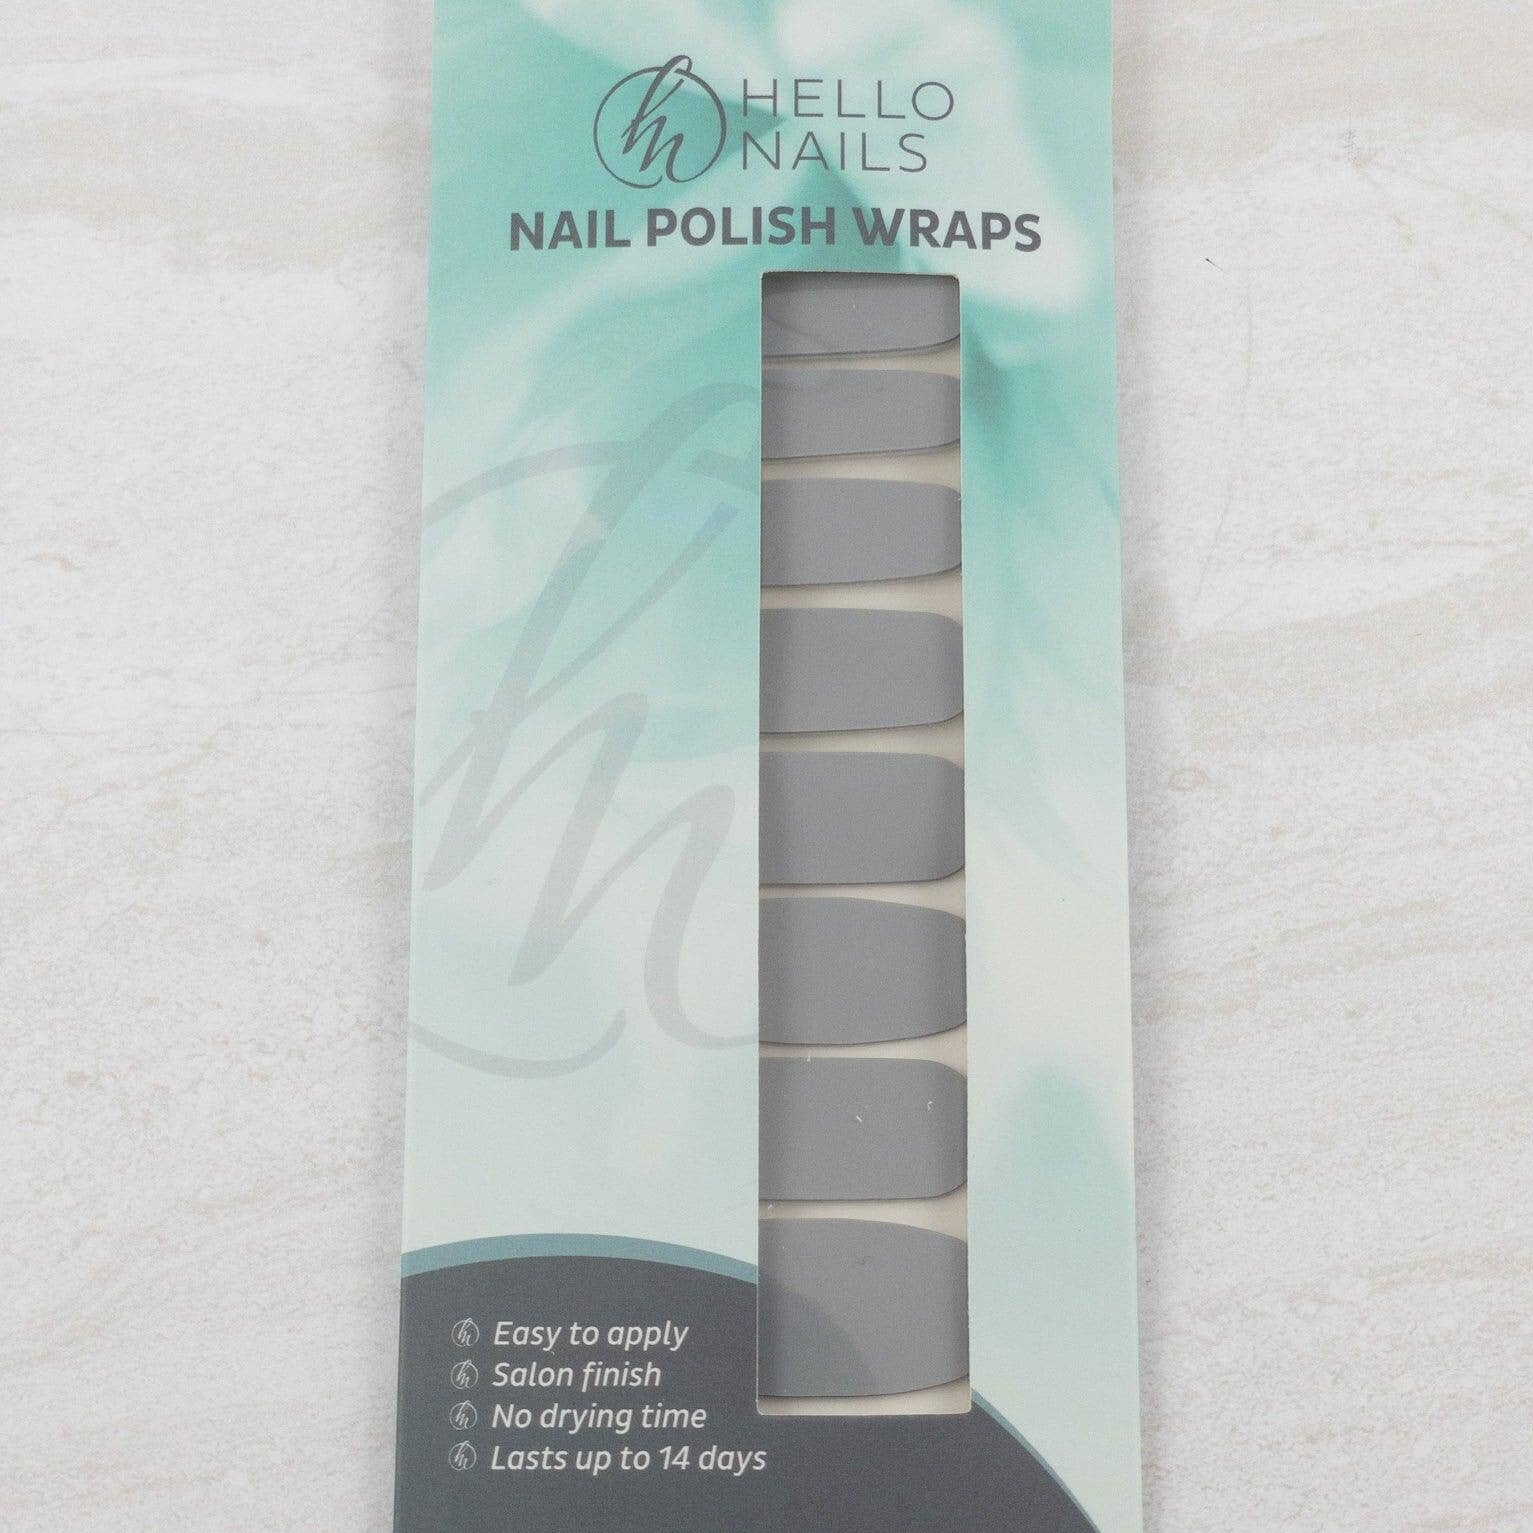 HELLO
NAILS
NAIL POLISH WRAPS
Easy to apply
Salon finish
No drying time
Lasts up to 14 days